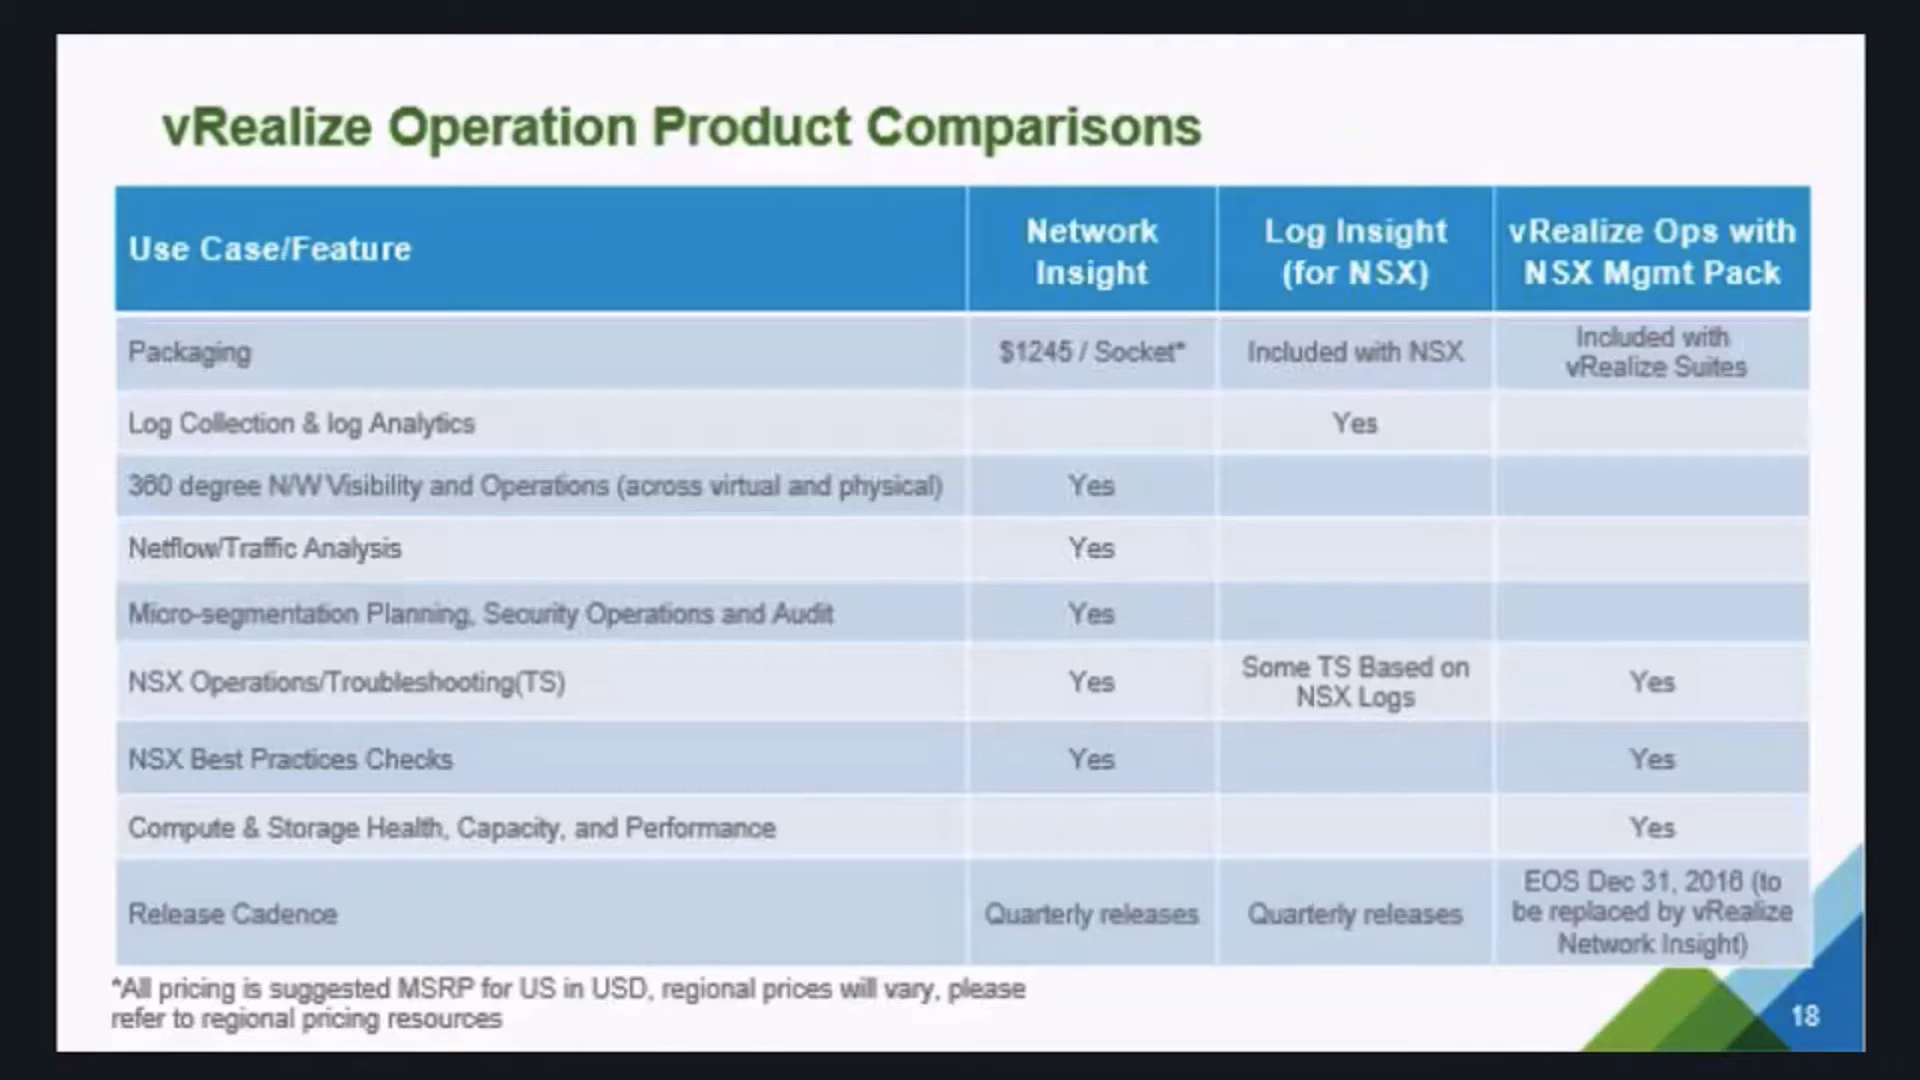 vRealize Operation Product Comparisons
Use Case/Feature
Network
Insight
Log Insight
(for NSX)
vRealize Ops with
NSX Mgmt Pack
Packaging
$1245 / Socket*
Included with NSX
Included with
vRealize Suites
Log Collection & log Analytics
Yes
360 degree N/W Visibility and Operations (across virtual and physical)
Yes
Netflow/Traffic Analysis
Yes
Micro-segmentation Planning, Security Operations and Audit
Yes
NSX Operations/Troubleshooting(TS)
Yes
Some TS Based on
NSX Logs
Yes
NSX Best Practices Checks
Yes
Yes
Compute & Storage Health, Capacity, and Performance
Yes
Release Cadence
Quarterly releases
Quarterly releases
EOS Dec 31, 2016 (to
be replaced by vRealize
Network Insight)
*All pricing is suggested MSRP for US in USD, regional prices will vary, please
refer to regional pricing resources
18